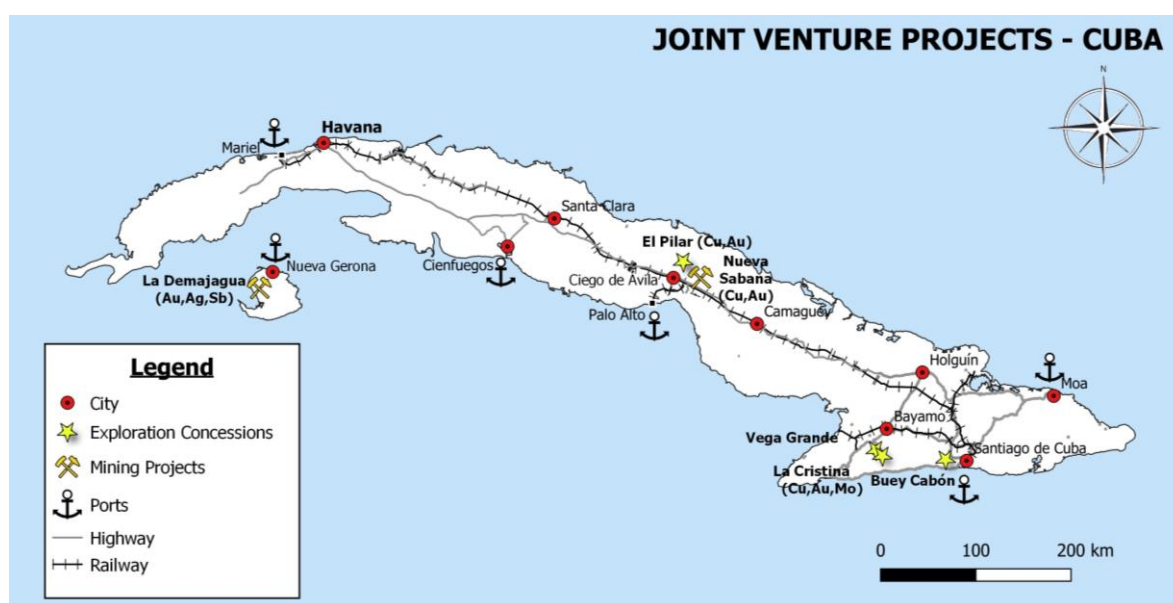 JOINT VENTURE PROJECTS - CUBA
N
Havana
Mariel
Santa Clara
El Pilar (Cu,Au)
Nueva
Sabana
(Cu,Au)
Nueva Gerona
Cienfuegos
Ciego de Ávila
La Demajagua
(Au,Ag,Sb)
Palo Alto
Camaguey
Holguín
Moa
Bayamo
Vega Grande
Santiago de Cuba
La Cristina
(Cu,Au,Mo)
Buey Cabón
Legend
City
Exploration Concessions
Mining Projects
Ports
Highway
Railway
0 100 200 km